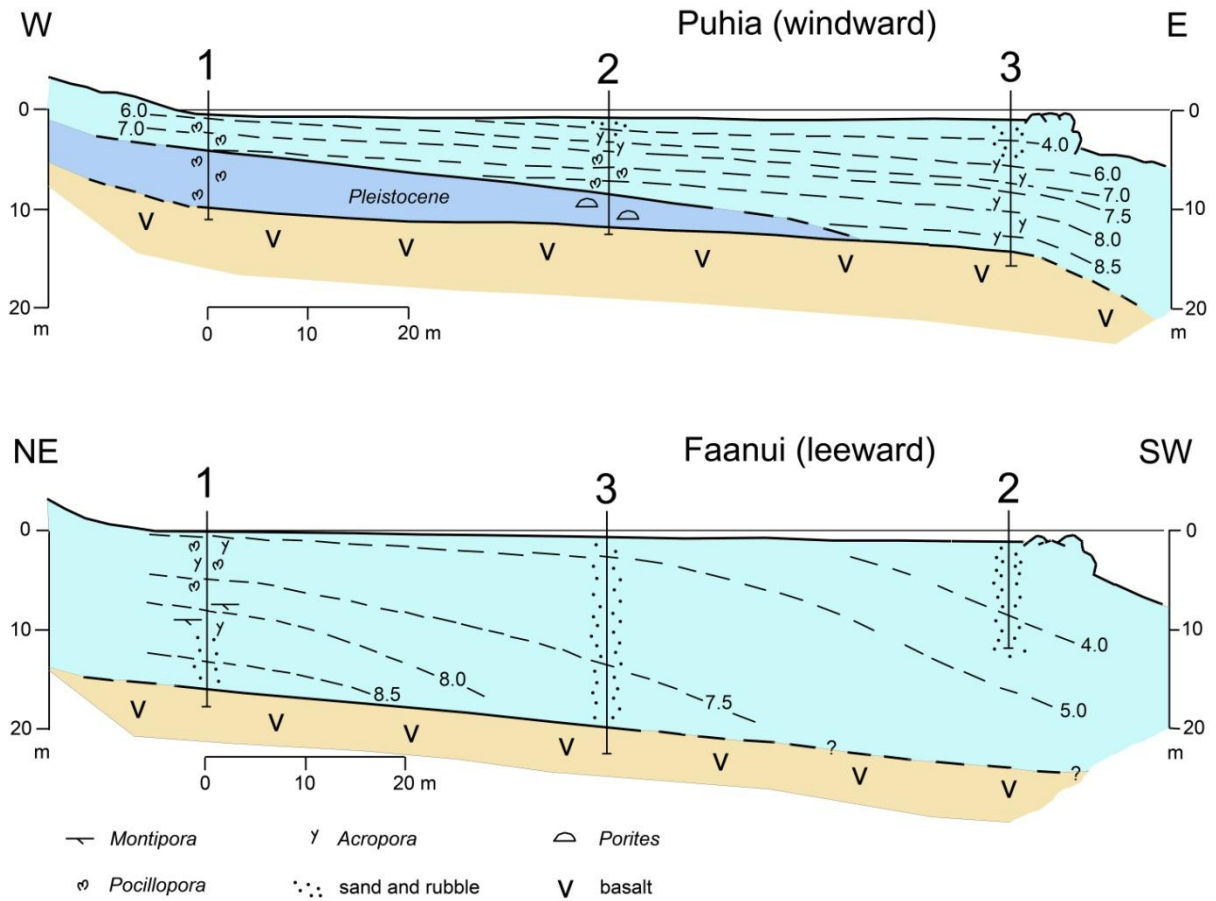 W
Puhia (windward)
E
1
2
3
0
6.0
7.0
10
20
m
Pleistocene
V V V V V V V V
0 10 20 m
4.0
6.0
7.0
7.5
8.0
8.5
0
10
20
m
NE
Faanui (leeward)
SW
1
3
2
0
10
20
m
8.5
8.0
7.5
5.0
4.0
? ?
V V V V V V V
0 10 20 m
0
10
20
m
Montipora
Acropora
Porites
Pocillopora
sand and rubble
V basalt